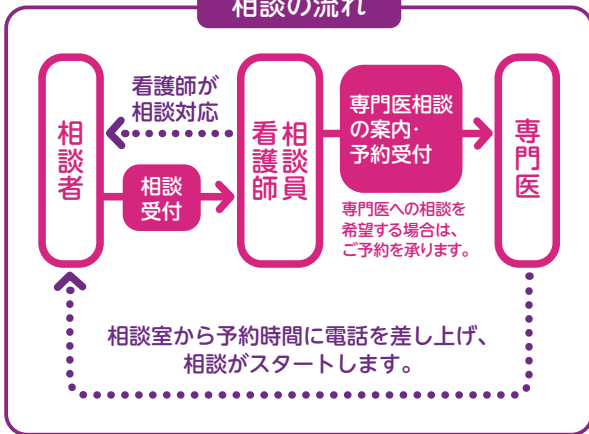 相談の流れ
看護師が
相談対応
相談者
相談
受付
相談員
看護師
専門医相談
の案内・
予約受付
専門医
専門医への相談を
希望する場合は、
ご予約を承ります。
相談室から予約時間に電話を差し上げ、
相談がスタートします。